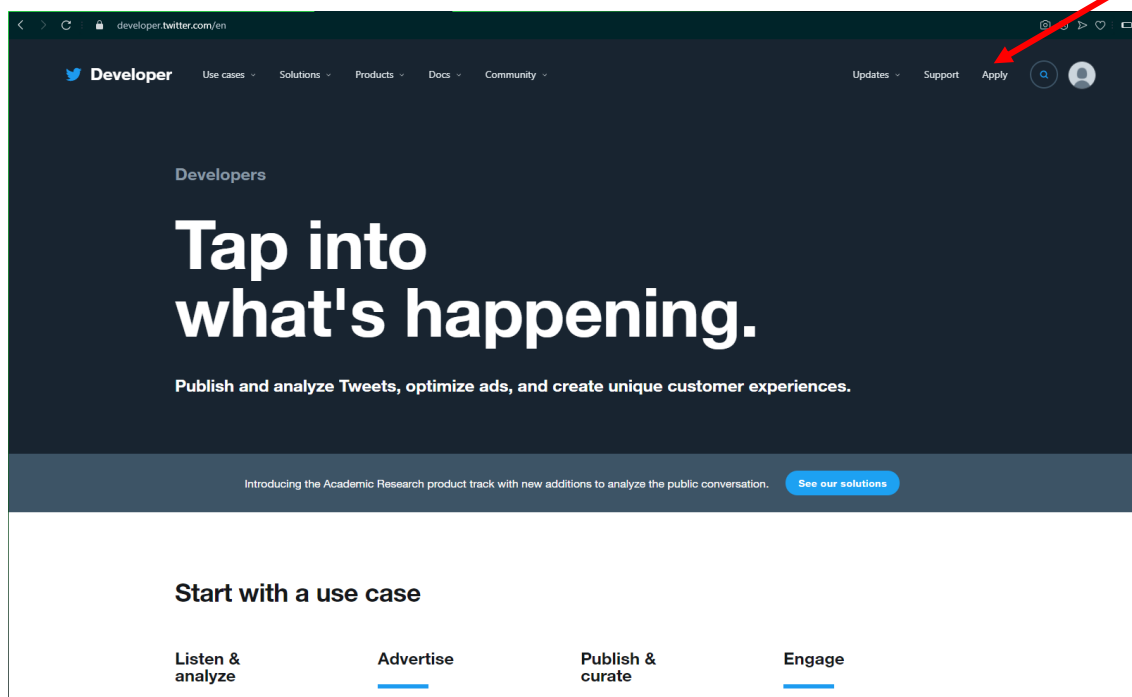 developer.twitter.com/en
Developer Use cases Solutions Products Docs Community Updates Support Apply
Developers
Tap into
what's happening.
Publish and analyze Tweets, optimize ads, and create unique customer experiences.
Introducing the Academic Research product track with new additions to analyze the public conversation. See our solutions
Start with a use case
Listen &
analyze
Advertise
Publish &
curate
Engage